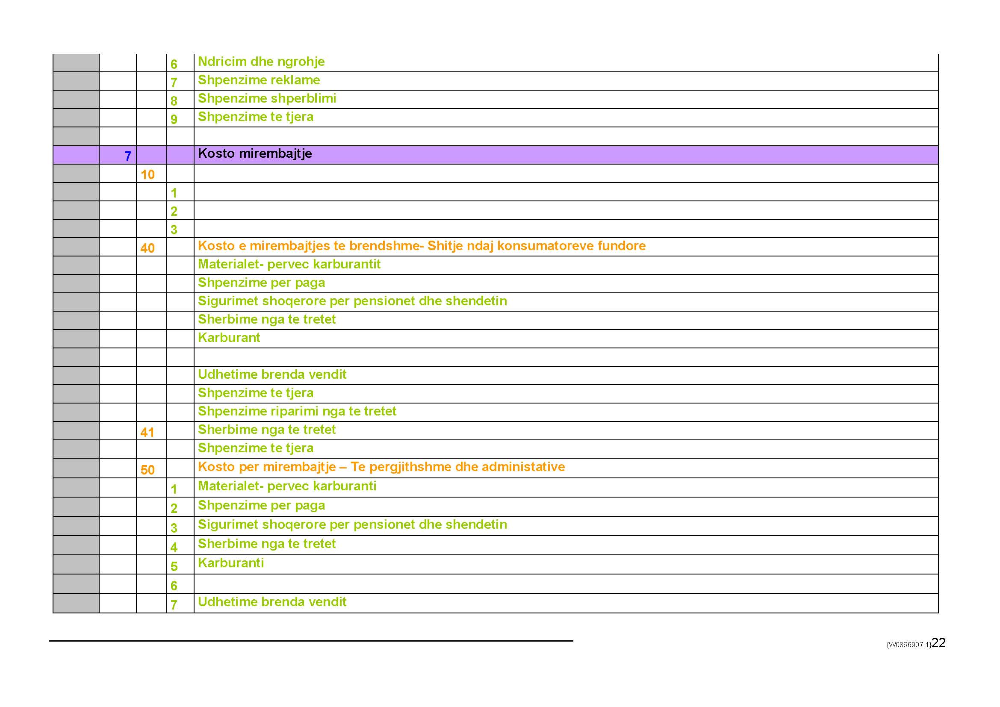 6 Ndricim dhe ngrohje
7 Shpenzime reklame
8 Shpenzime shperblimi
9 Shpenzime te tjera
7 Kosto mirembajtje
10
1
2
3
40 Kosto e mirembajtjes te brendshme- Shitje ndaj konsumatoreve fundore
Materialet- pervec karburantit
Shpenzime per paga
Sigurimet shoqerore per pensionet dhe shendetin
Sherbime nga te tretet
Karburant
Udhetime brenda vendit
Shpenzime te tjera
Shpenzime riparimi nga te tretet
41 Sherbime nga te tretet
Shpenzime te tjera
50 Kosto per mirembajtje – Te pergjithshme dhe administative
1 Materialet- pervec karburanti
2 Shpenzime per paga
3 Sigurimet shoqerore per pensionet dhe shendetin
4 Sherbime nga te tretet
5 Karburanti
6
7 Udhetime brenda vendit
{W0866907.1}22